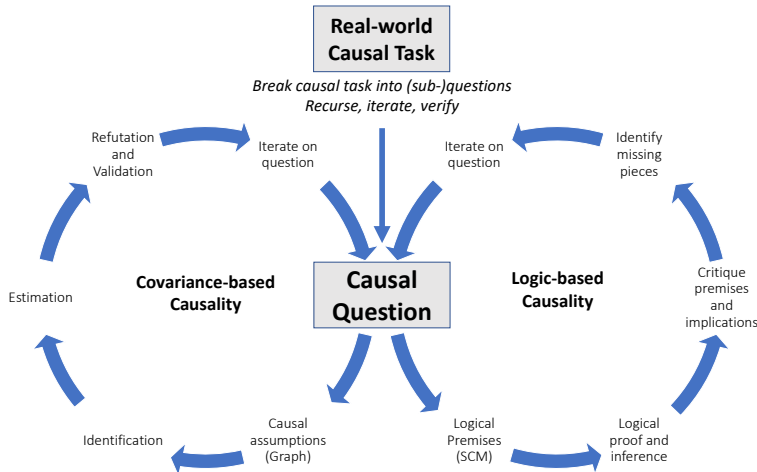 Real-world
Causal Task
Break causal task into (sub-)questions
Recurse, iterate, verify
Refutation
and
Validation
Iterate on
question
Iterate on
question
Identify
missing
pieces
Estimation
Covariance-based
Causality
Causal
Question
Logic-based
Causality
Critique
premises
and
implications
Identification
Causal
assumptions
(Graph)
Logical
Premises
(SCM)
Logical
proof and
inference